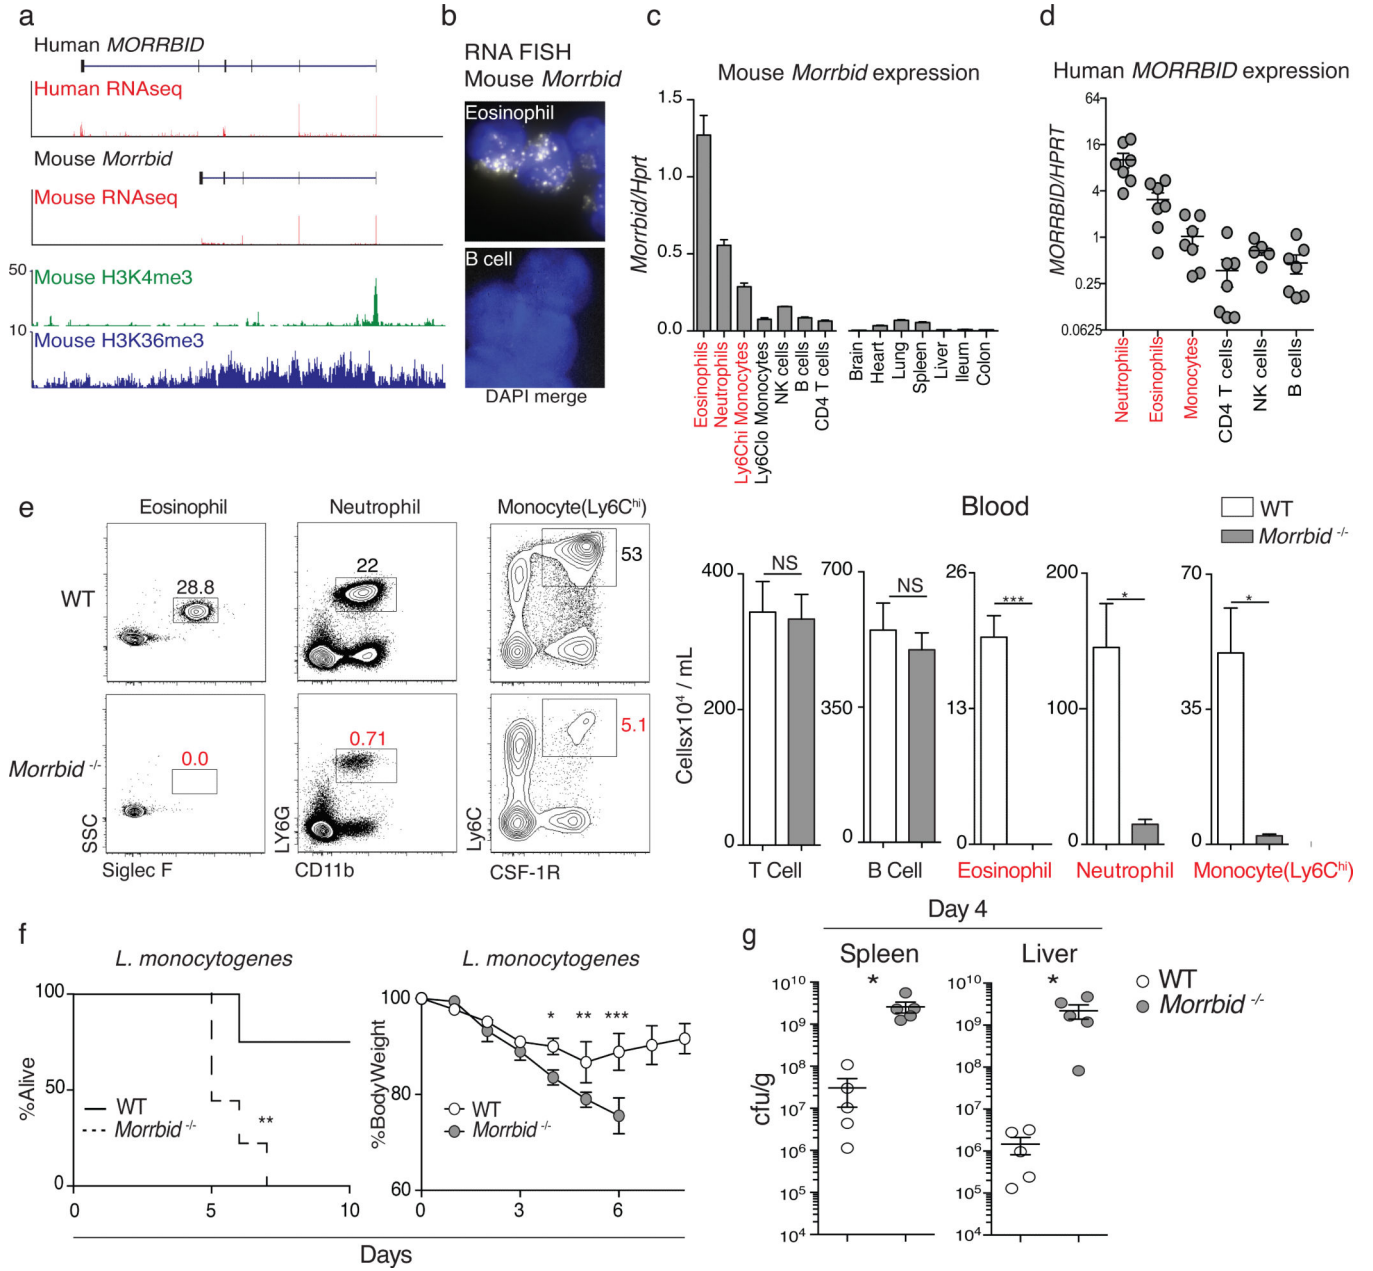 a
Human MORRBID
Human RNAseq
Mouse Morrbid
Mouse RNAseq
50
Mouse H3K4me3
10
Mouse H3K36me3
b
RNA FISH
Mouse Morrbid
Eosinophil
B cell
DAPI merge
c
Mouse Morrbid expression
Morrbid/Hprt
1.5
1.0
0.5
0.0
Eosinophils
Neutrophils
Ly6Chi Monocytes
Ly6Clo Monocytes
NK cells
B cells
CD4 T cells
Brain
Heart
Lung
Spleen
Liver
Ileum
Colon
d
Human MORRBID expression
MORRBID/HPRT
64
16
4
1
0.25
0.0625
Neutrophils
Eosinophils
Monocytes
CD4 T cells
NK cells
B cells
e
Eosinophil
Neutrophil
Monocyte(Ly6Chi)
WT
28.8
22
53
Morrbid -/-
0.0
0.71
5.1
SSC
LY6G
Ly6C
Siglec F
CD11b
CSF-1R
Blood
WT
Morrbid -/-
Cellsx10⁴ / mL
400
200
0
NS
T Cell
700
350
0
NS
B Cell
26
13
0
***
Eosinophil
200
100
0
*
Neutrophil
70
35
0
*
Monocyte(Ly6Chi)
f
L. monocytogenes
%Alive
100
50
0
WT
Morrbid -/-
**
0
5
10
L. monocytogenes
%BodyWeight
100
80
60
* ** ***
WT
Morrbid -/-
0
3
6
Days
g
Day 4
Spleen
Liver
WT
Morrbid -/-
cfu/g
*
10¹⁰
10⁹
10⁸
10⁷
10⁶
10⁵
10⁴
*
10¹⁰
10⁹
10⁸
10⁷
10⁶
10⁵
10⁴